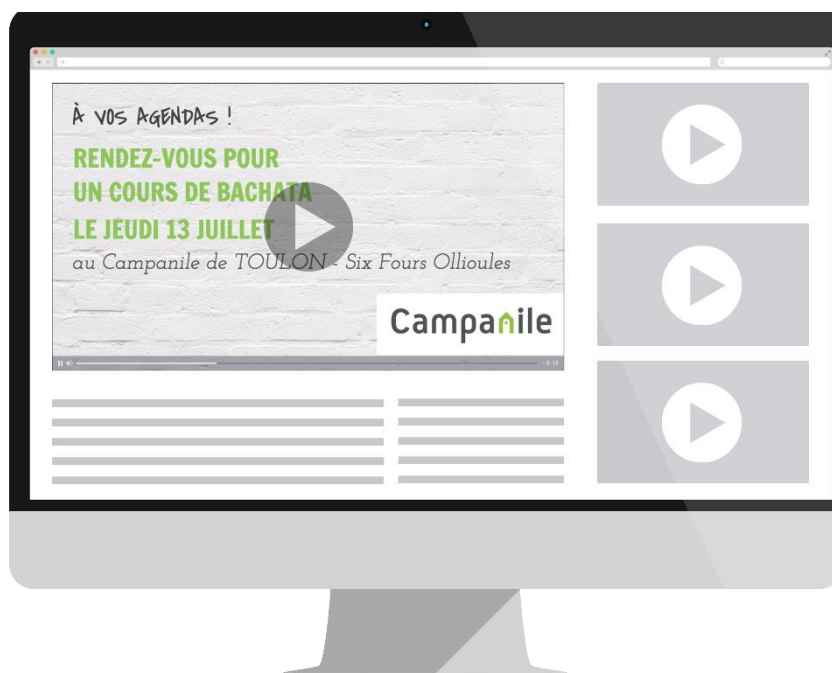 À VOS AGENDAS !
RENDEZ-VOUS POUR
UN COURS DE BACHATA
LE JEUDI 13 JUILLET
au Campanile de TOULON - Six Fours Ollioules
Campanile